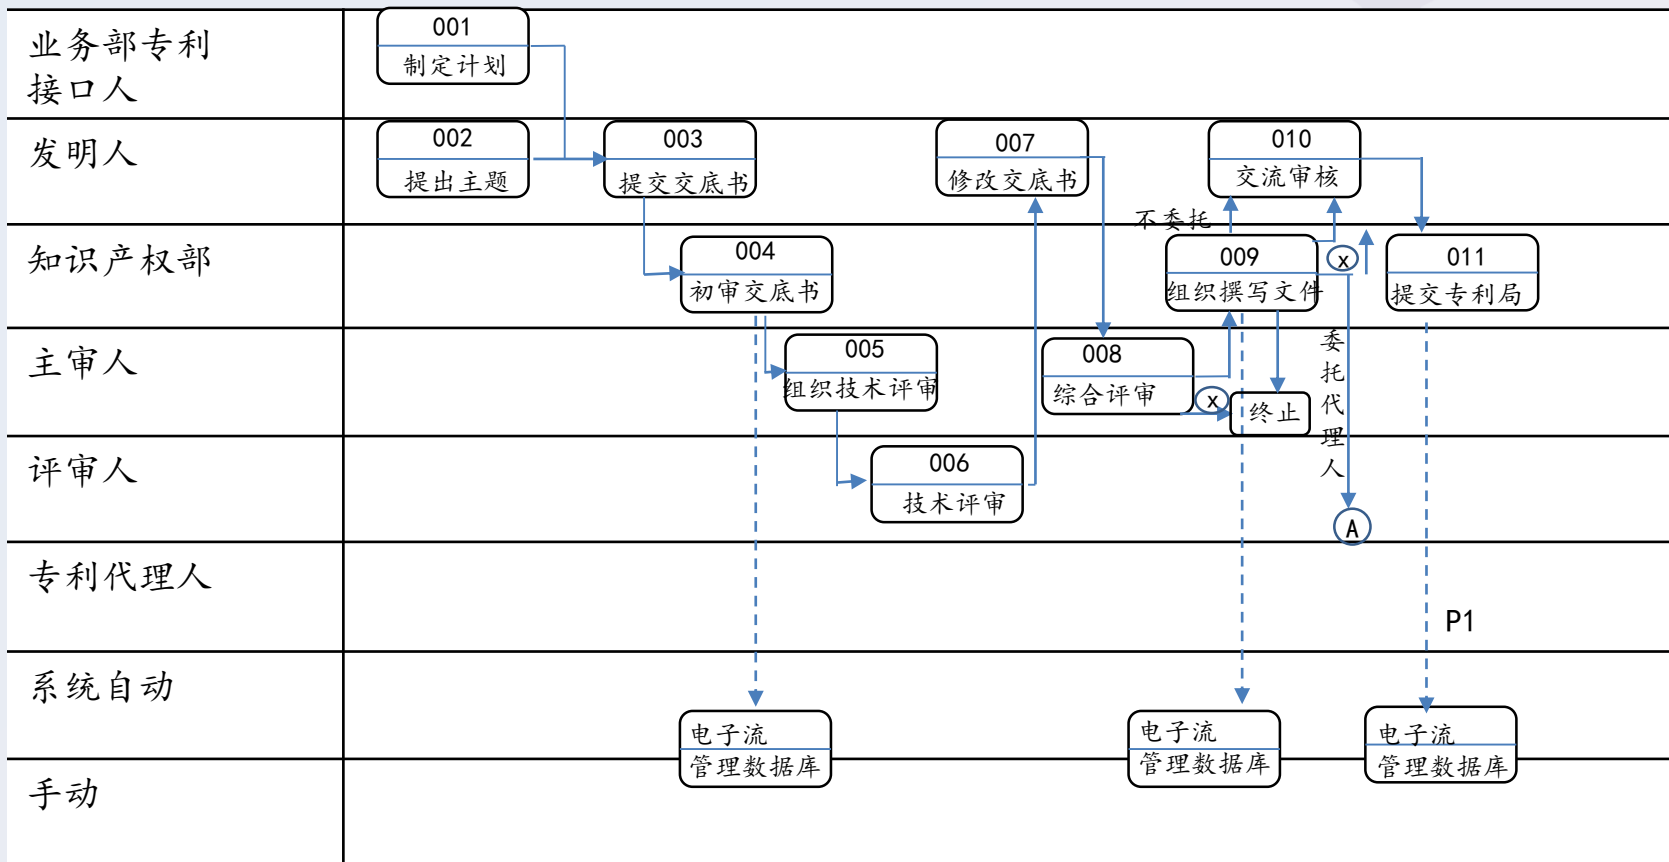 业务部专利
接口人
001
制定计划
发明人
002
提出主题
003
提交交底书
007
修改交底书
010
交流审核
不委托
知识产权部
004
初审交底书
009
组织撰写文件
x
011
提交专利局
主审人
005
组织技术评审
008
综合评审
x
终止
委托代理人
评审人
006
技术评审
A
专利代理人
P1
系统自动
电子流
管理数据库
电子流
管理数据库
电子流
管理数据库
手动